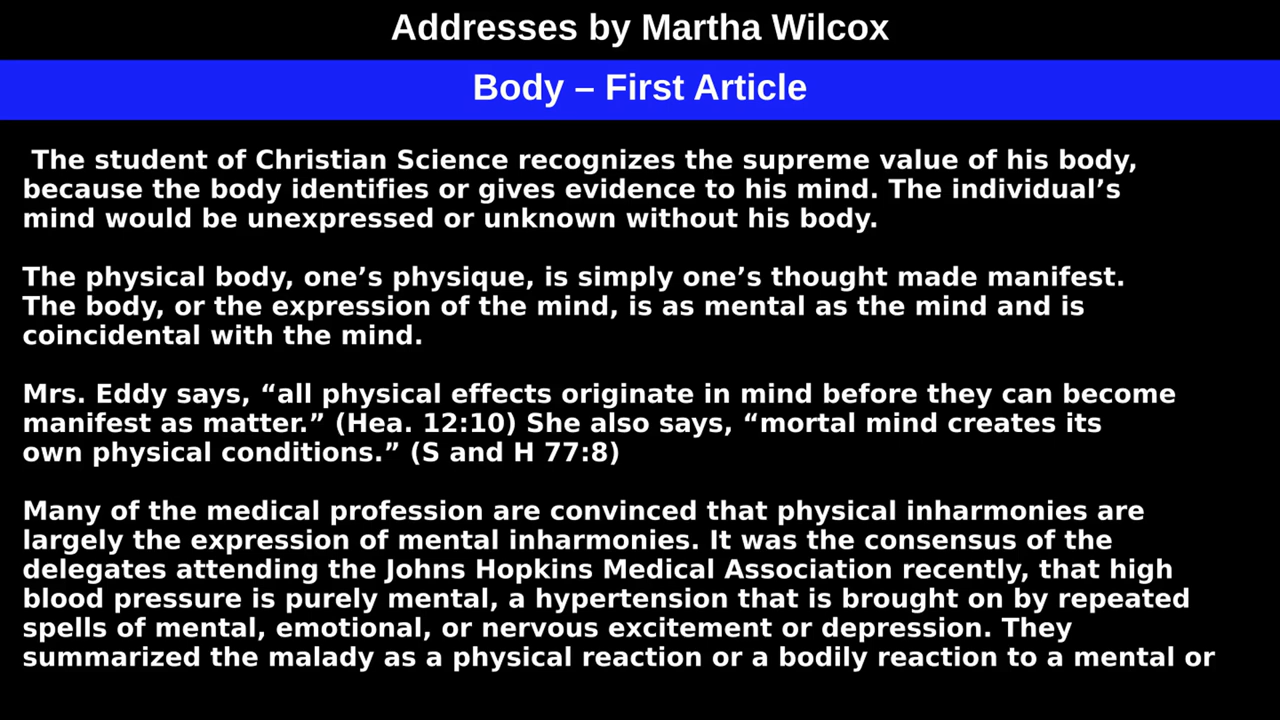 Addresses by Martha Wilcox
Body – First Article
The student of Christian Science recognizes the supreme value of his body,
because the body identifies or gives evidence to his mind. The individual’s
mind would be unexpressed or unknown without his body.
The physical body, one’s physique, is simply one’s thought made manifest.
The body, or the expression of the mind, is as mental as the mind and is
coincidental with the mind.
Mrs. Eddy says, “all physical effects originate in mind before they can become
manifest as matter.” (Hea. 12:10) She also says, “mortal mind creates its
own physical conditions.” (S and H 77:8)
Many of the medical profession are convinced that physical inharmonies are
largely the expression of mental inharmonies. It was the consensus of the
delegates attending the Johns Hopkins Medical Association recently, that high
blood pressure is purely mental, a hypertension that is brought on by repeated
spells of mental, emotional, or nervous excitement or depression. They
summarized the malady as a physical reaction or a bodily reaction to a mental or